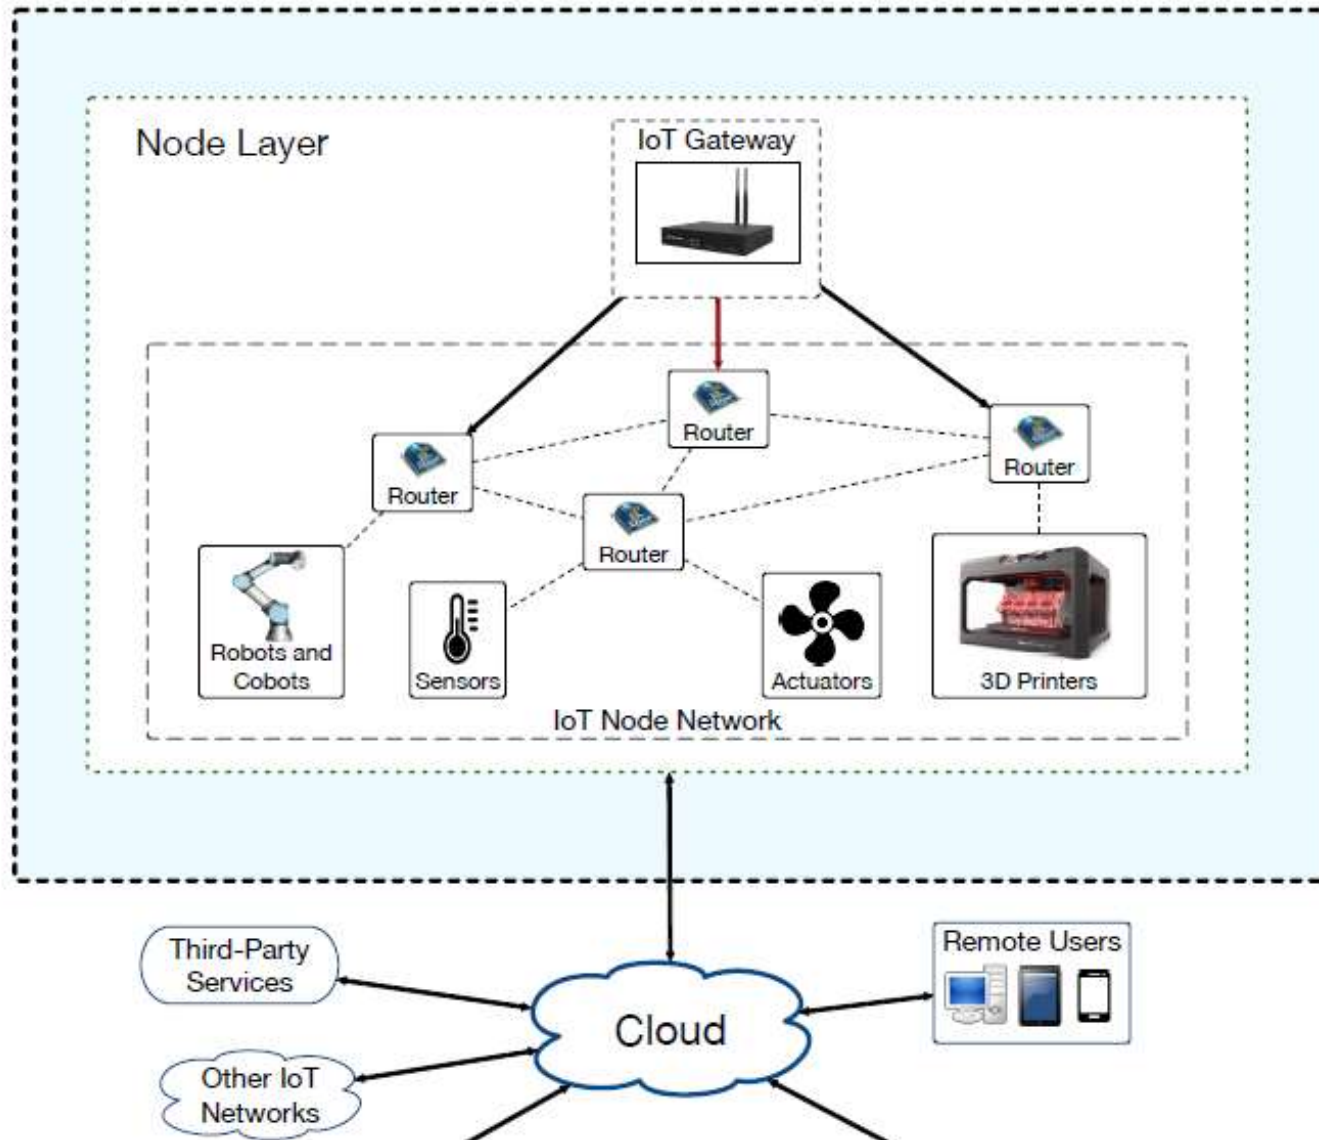 Node Layer
IoT Gateway
Router
Router
Router
Router
Robots and
Cobots
Sensors
Actuators
3D Printers
IoT Node Network
Third-Party
Services
Remote Users
Cloud
Other IoT
Networks